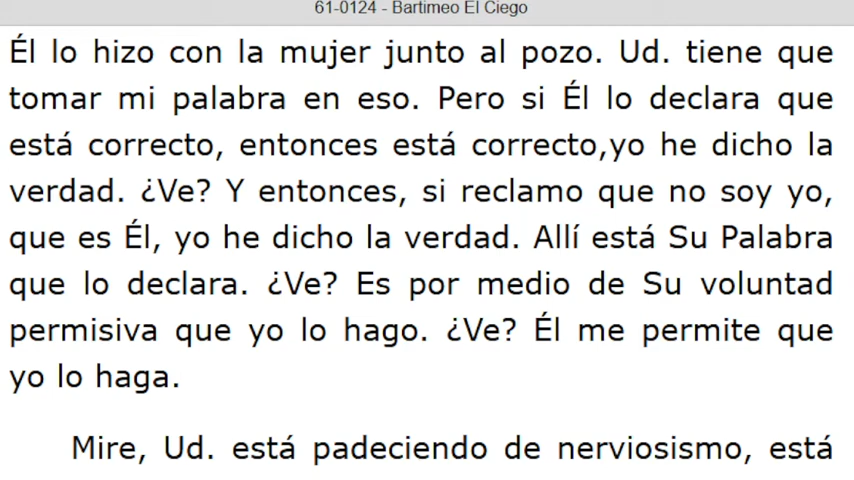 61-0124 - Bartimeo El Ciego
Él lo hizo con la mujer junto al pozo. Ud. tiene que
tomar mi palabra en eso. Pero si Él lo declara que
está correcto, entonces está correcto,yo he dicho la
verdad. ¿Ve? Y entonces, si reclamo que no soy yo,
que es Él, yo he dicho la verdad. Allí está Su Palabra
que lo declara. ¿Ve? Es por medio de Su voluntad
permisiva que yo lo hago. ¿Ve? Él me permite que
yo lo haga.
Mire, Ud. está padeciendo de nerviosismo, está